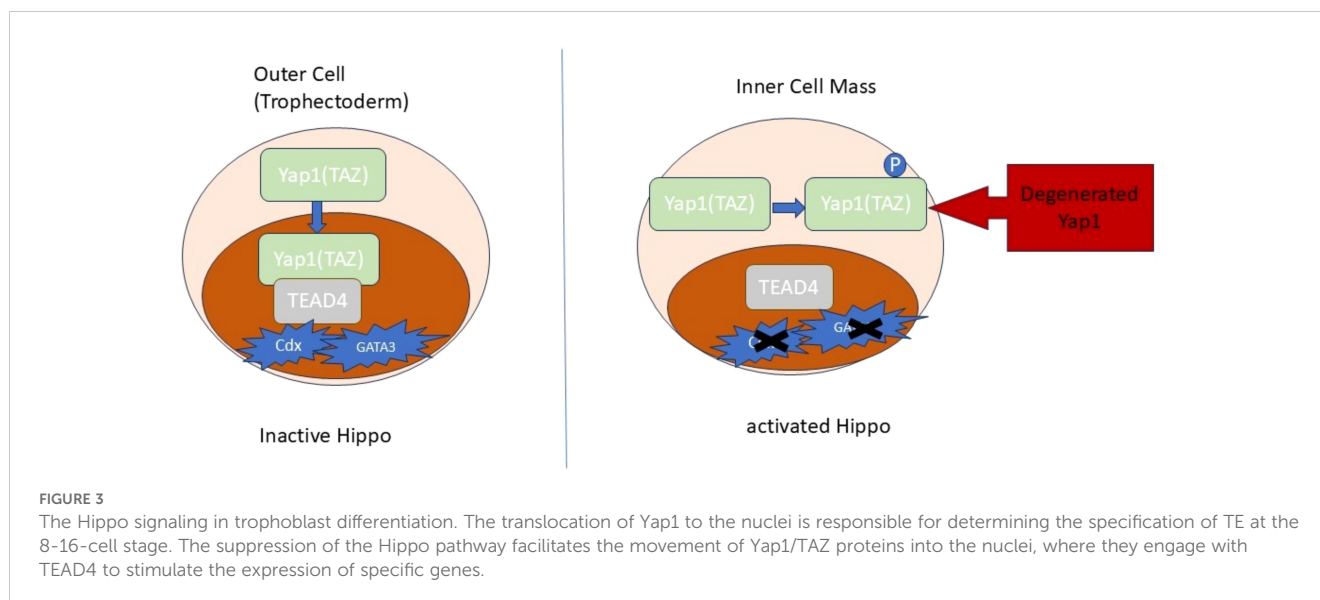 Outer Cell
(Trophectoderm)
Yap1(TAZ)
Yap1(TAZ)
TEAD4
Cdx
GATA3
Inactive Hippo
Inner Cell Mass
P
Yap1(TAZ)
Yap1(TAZ)
Degenerated
Yap1
TEAD4
activated Hippo
FIGURE 3
The Hippo signaling in trophoblast differentiation. The translocation of Yap1 to the nuclei is responsible for determining the specification of TE at the
8-16-cell stage. The suppression of the Hippo pathway facilitates the movement of Yap1/TAZ proteins into the nuclei, where they engage with
TEAD4 to stimulate the expression of specific genes.